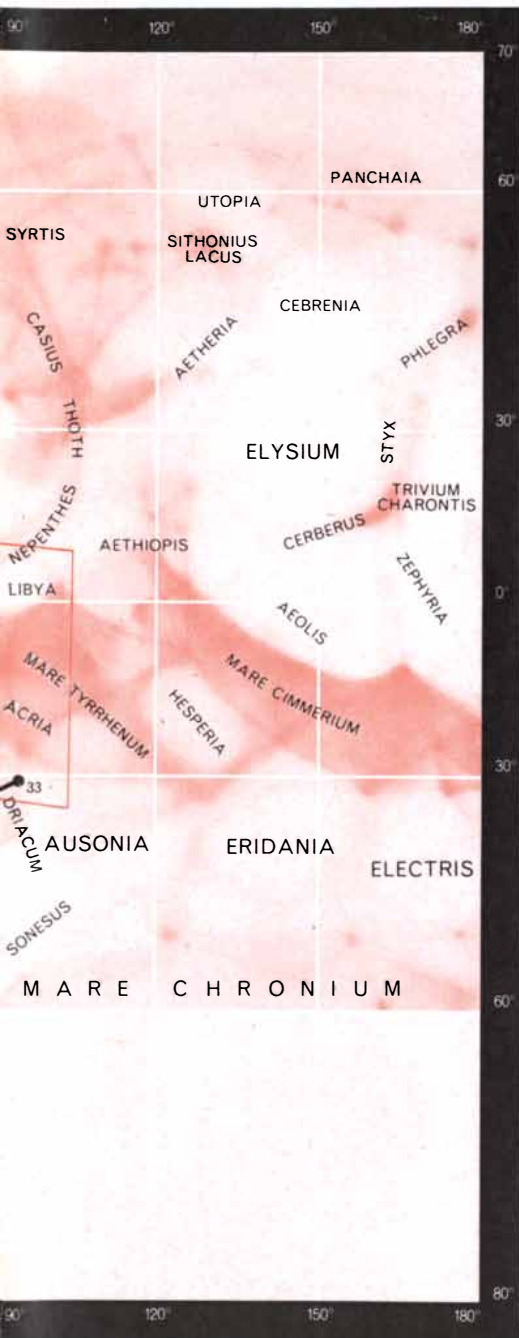 90°
120°
150°
180°
70°
PANCHAIA
60°
UTOPIA
SYRTIS
SITHONIUS
LACUS
CEBRENIA
CASIUS
AETHERIA
PHLEGRA
THOTH
30°
STYX
ELYSIUM
TRIVIUM
CHARONTIS
NEPENTHES
CERBERUS
AETHIOPIS
ZEPHYRIA
LIBYA
0°
AEOLIS
MARE TYRRHENUM
MARE CIMMERIUM
HESPERIA
ACRIA
30°
33
DRIACUM
AUSONIA
ERIDANIA
ELECTRIS
SONESUS
MARE CHRONIUM
60°
80°
90°
120°
150°
180°